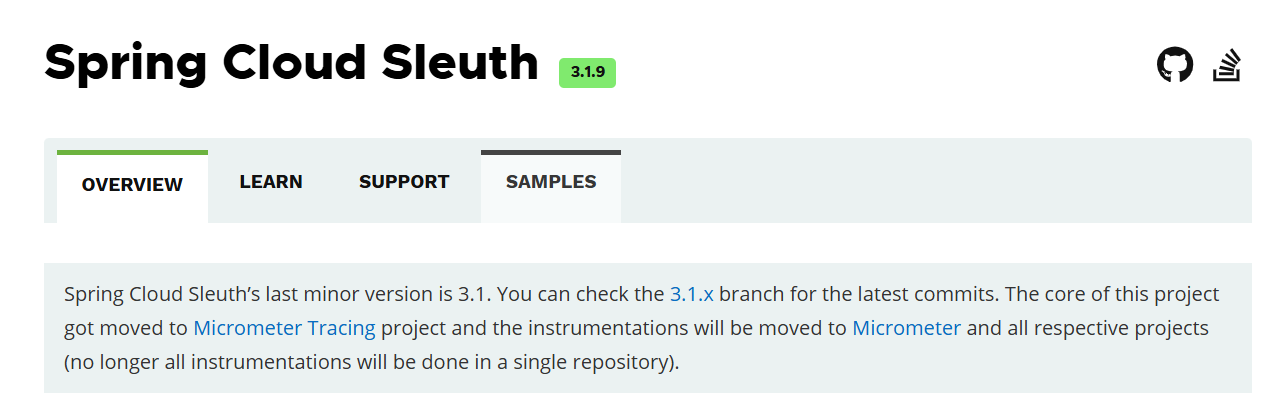 Spring Cloud Sleuth 3.1.9
OVERVIEW LEARN SUPPORT SAMPLES
Spring Cloud Sleuth’s last minor version is 3.1. You can check the 3.1.x branch for the latest commits. The core of this project
got moved to Micrometer Tracing project and the instrumentations will be moved to Micrometer and all respective projects
(no longer all instrumentations will be done in a single repository).